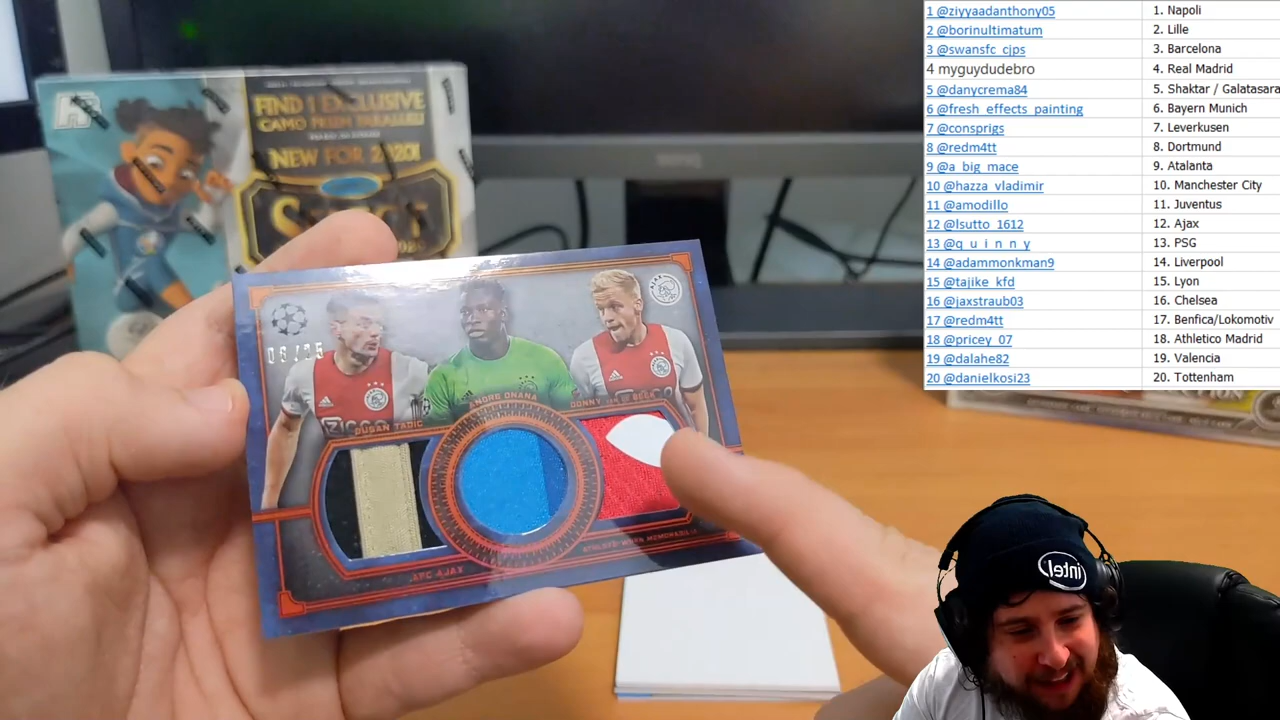 FIND 1 EXCLUSIVE
CAMO PRIZM PARALLEL!
NEW FOR 2020!
1 @ziyyaadanthony05 1. Napoli
2 @borinultimatum 2. Lille
3 @swansfc_cjps 3. Barcelona
4 myguydudebro 4. Real Madrid
5 @danycrema84 5. Shaktar / Galatasara
6 @fresh_effects_painting 6. Bayern Munich
7 @consprigs 7. Leverkusen
8 @redm4tt 8. Dortmund
9 @a_big_mace 9. Atalanta
10 @hazza_vladimir 10. Manchester City
11 @amodillo 11. Juventus
12 @lsutto_1612 12. Ajax
13 @q_u_i_n_n_y 13. PSG
14 @adammonkman9 14. Liverpool
15 @tajike_kfd 15. Lyon
16 @jaxstraub03 16. Chelsea
17 @redm4tt 17. Benfica/Lokomotiv
18 @pricey_07 18. Athletico Madrid
19 @dalahe82 19. Valencia
20 @danielkosi23 20. Tottenham
AJAX
DUSAN TADIC
DONNY VAN DE BEEK
AFC AJAX
intel